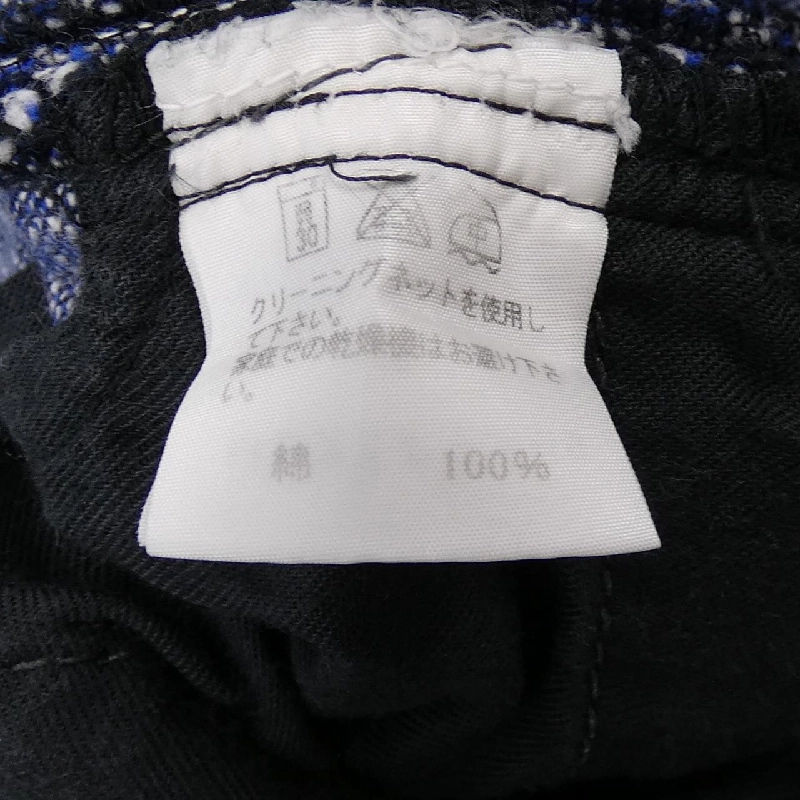 クリーニングネットを使用し
て下さい。
家庭での乾燥機はお避け下さ
い。
綿 100%